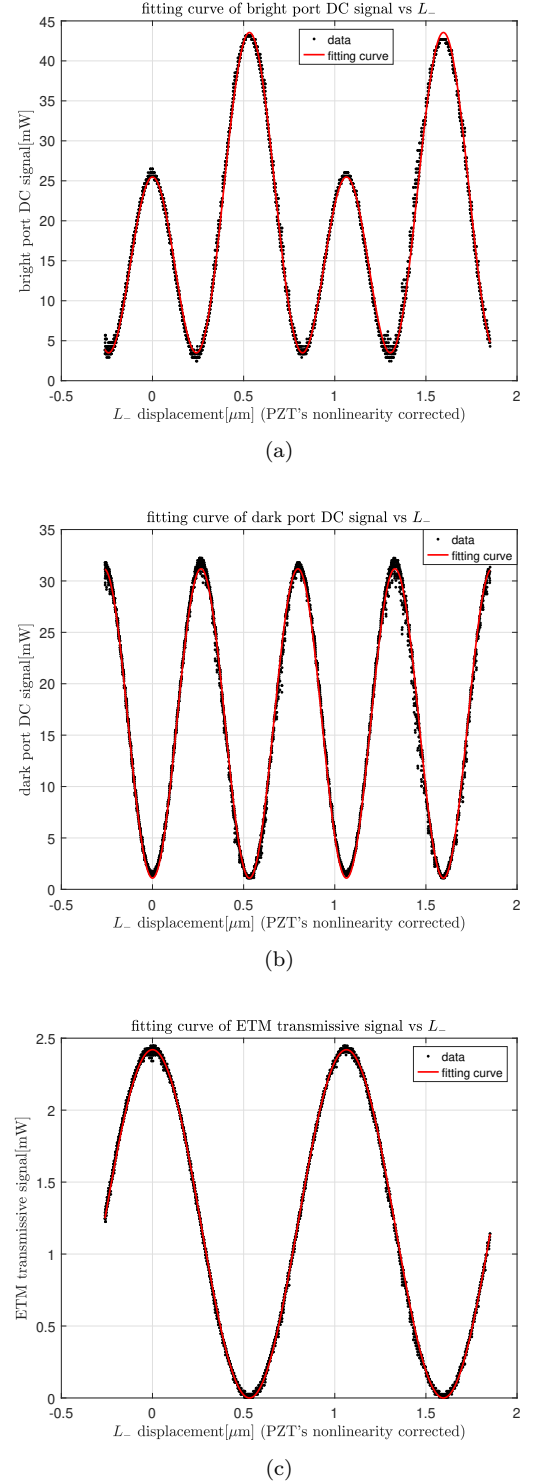 fitting curve of bright port DC signal vs L₋
data
fitting curve
bright port DC signal[mW]
45
40
35
30
25
20
15
10
5
0
-0.5 0 0.5 1 1.5 2
L₋ displacement[μm] (PZT's nonlinearity corrected)
(a)
fitting curve of dark port DC signal vs L₋
data
fitting curve
dark port DC signal[mW]
35
30
25
20
15
10
5
0
-0.5 0 0.5 1 1.5 2
L₋ displacement[μm] (PZT's nonlinearity corrected)
(b)
fitting curve of ETM transmissive signal vs L₋
data
fitting curve
ETM transmissive signal[mW]
2.5
2
1.5
1
0.5
0
-0.5 0 0.5 1 1.5 2
L₋ displacement[μm] (PZT's nonlinearity corrected)
(c)